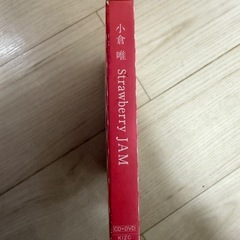 小倉 唯 Strawberry JAM
CD+DVD
KIZC